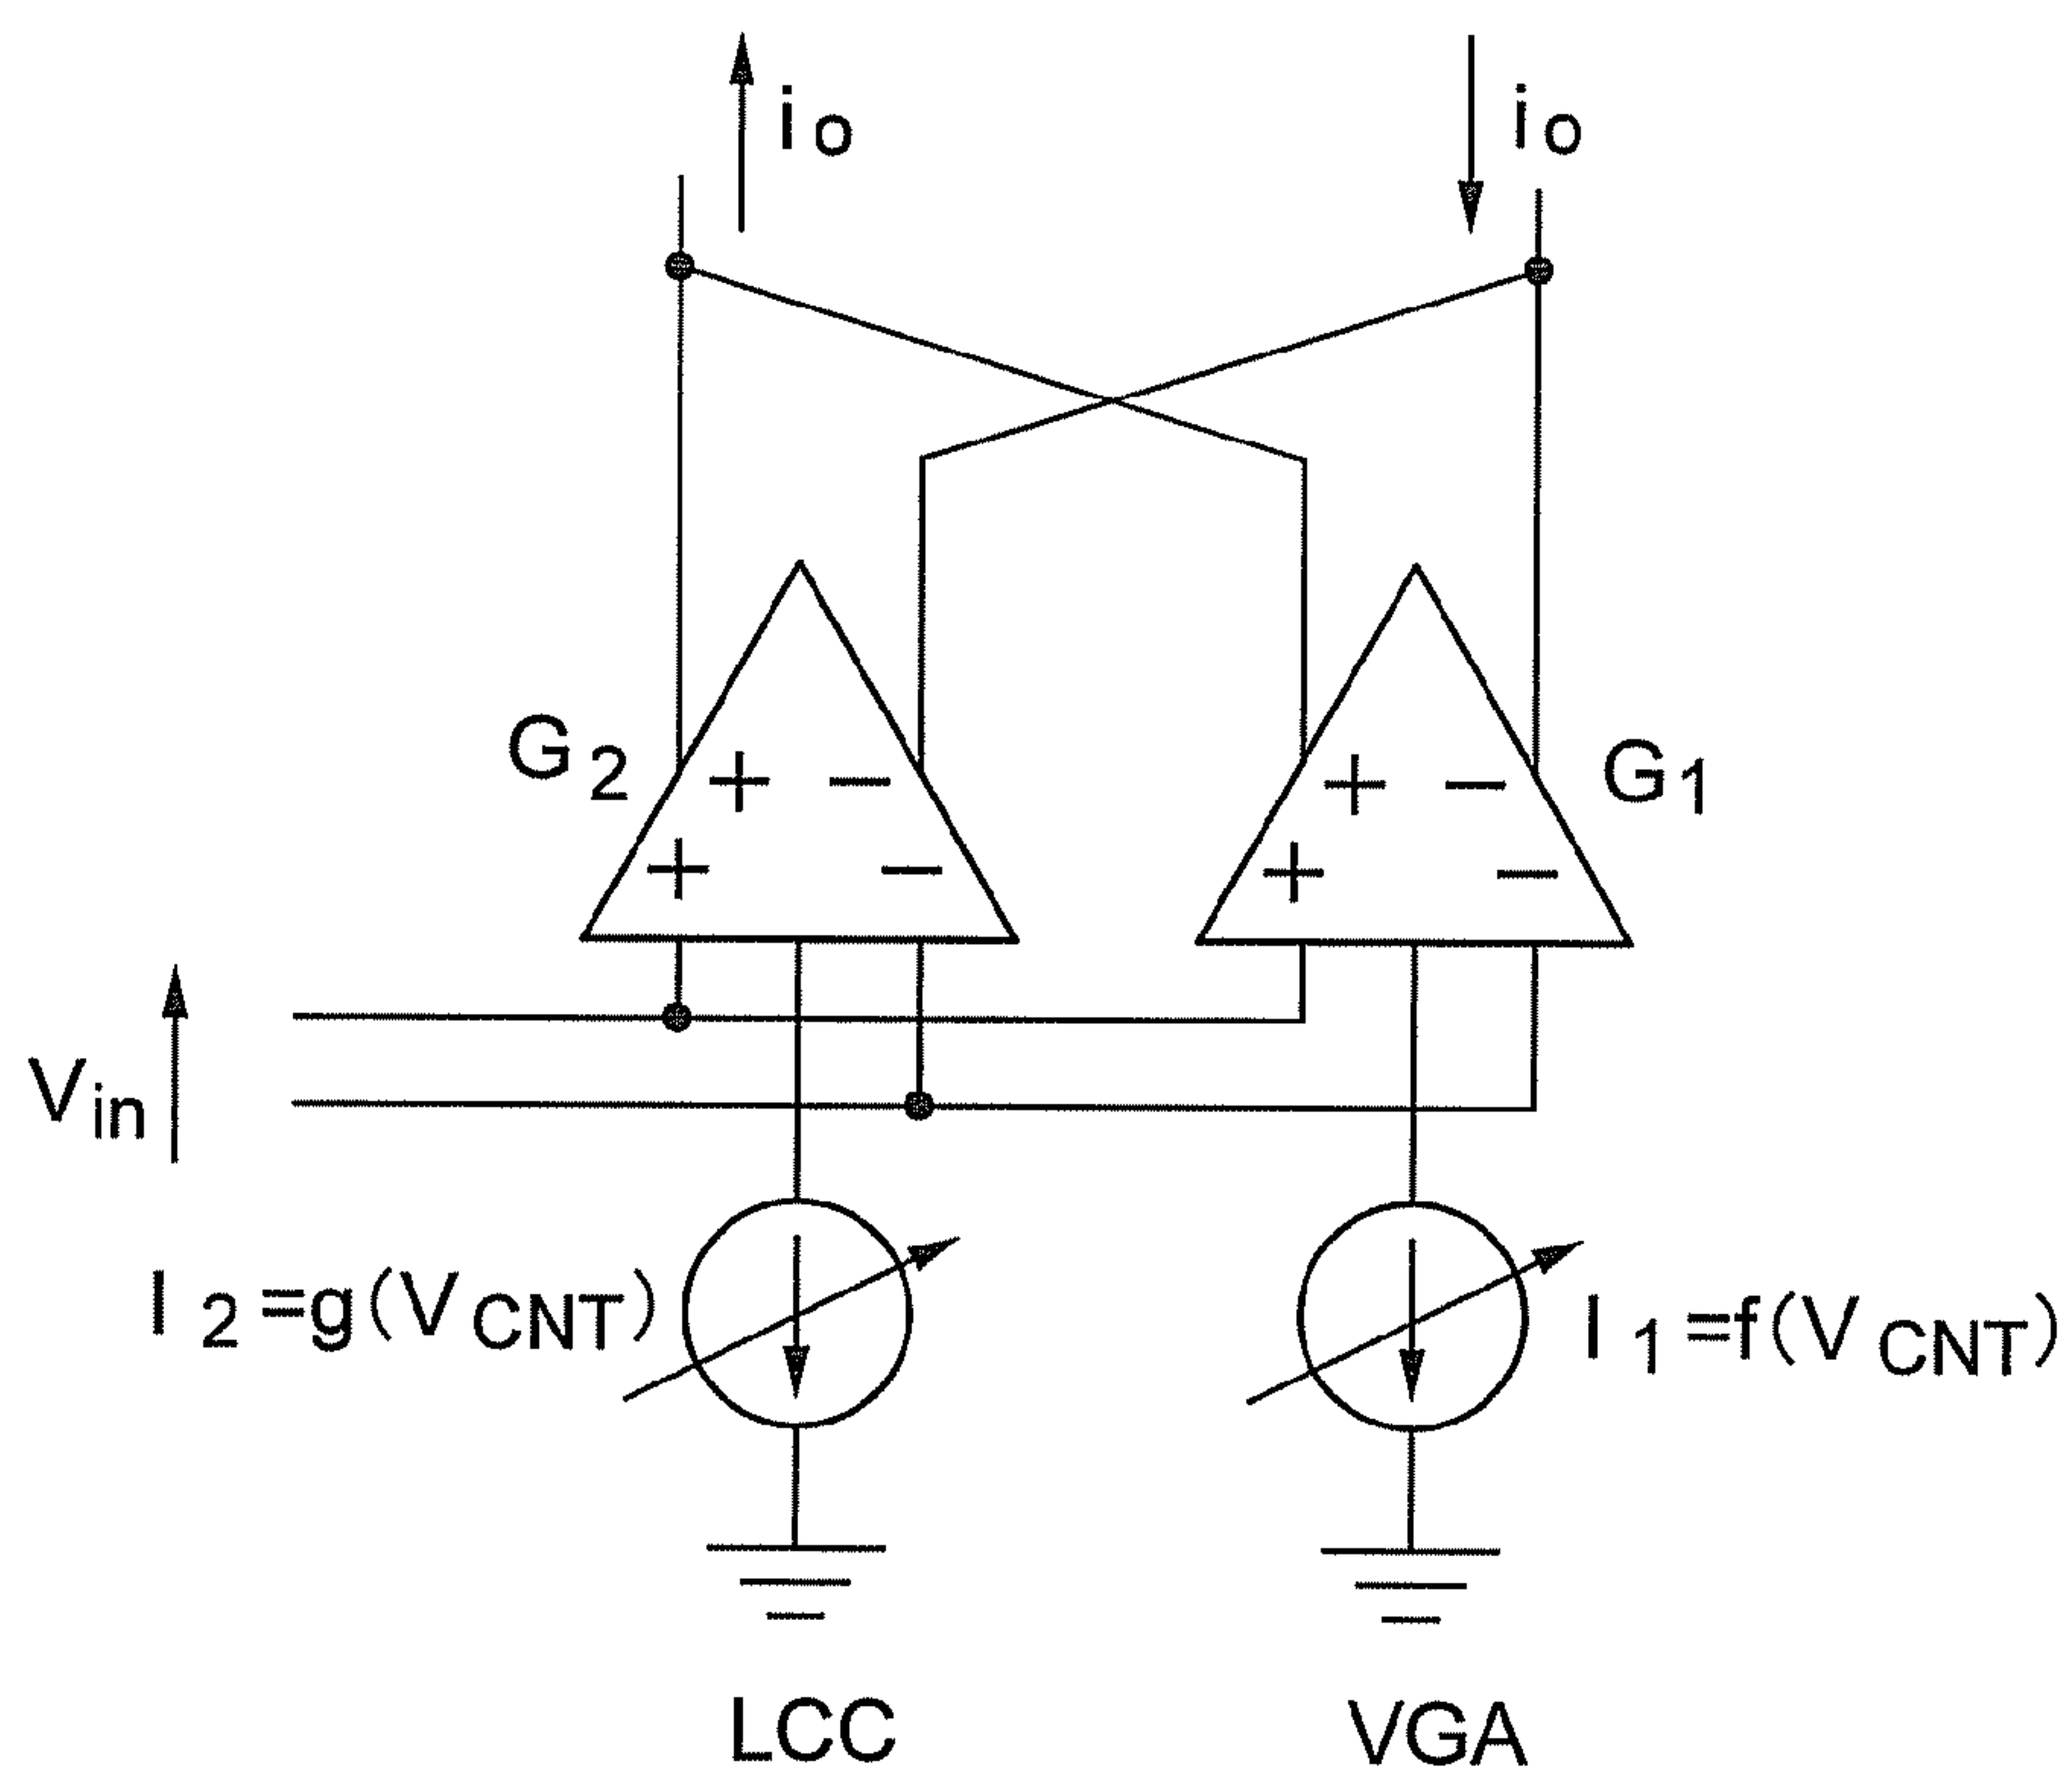 io
io
G2
+ −
+ −
G1
+ −
+ −
Vin
I2=g(VCNT)
I1=f(VCNT)
LCC
VGA